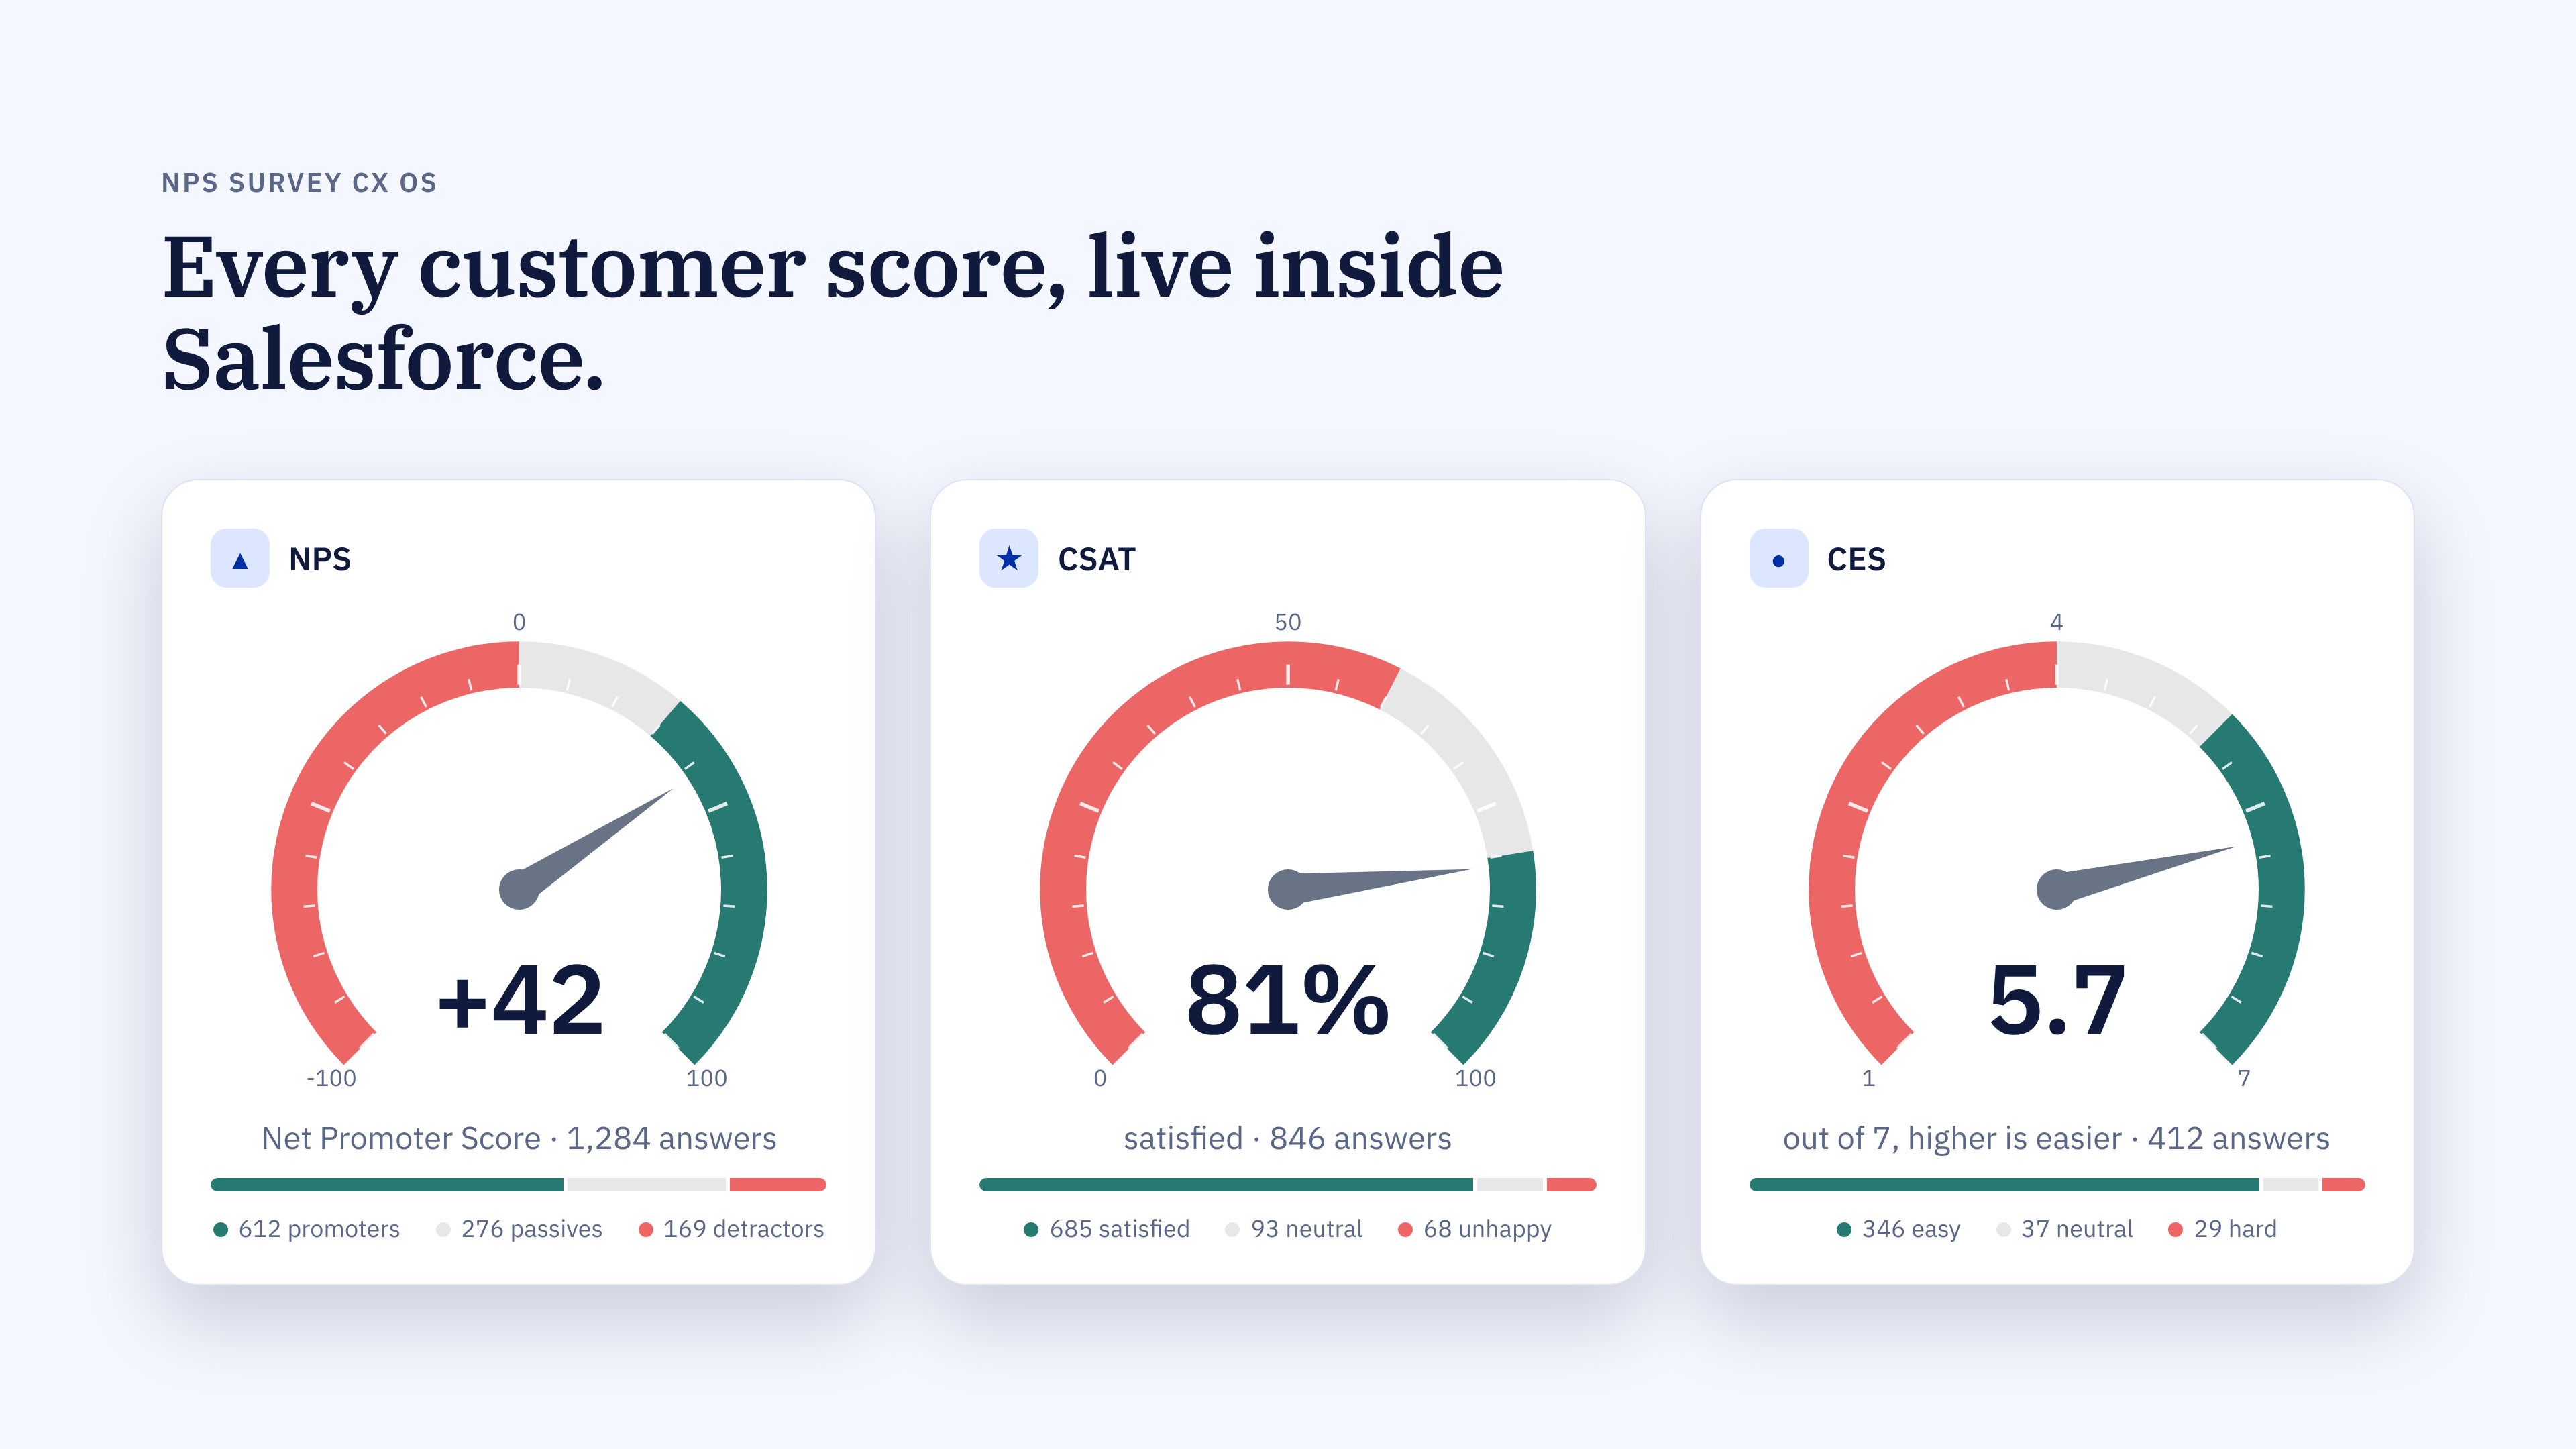 NPS SURVEY CX OS
Every customer score, live inside
Salesforce.
NPS
0
+42
-100
100
Net Promoter Score · 1,284 answers
612 promoters
276 passives
169 detractors
CSAT
50
81%
0
100
satisfied · 846 answers
685 satisfied
93 neutral
68 unhappy
CES
4
5.7
1
7
out of 7, higher is easier · 412 answers
346 easy
37 neutral
29 hard